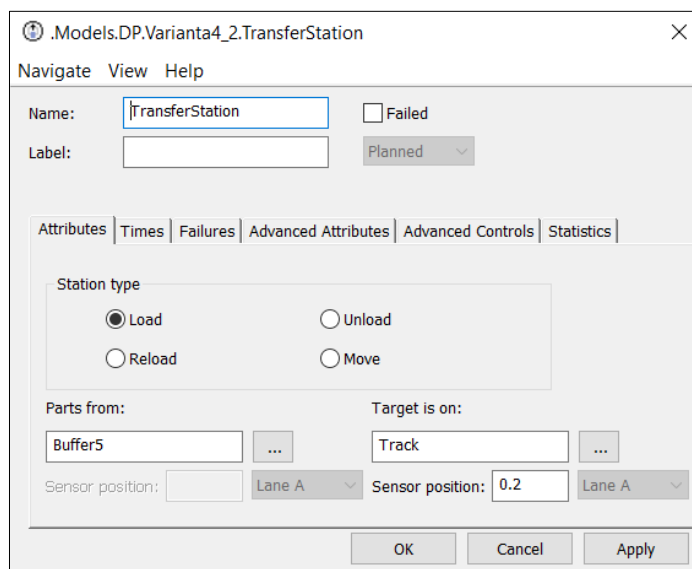 .Models.DP.Varianta4_2.TransferStation
Navigate View Help
Name: TransferStation Failed
Label: Planned
Attributes Times Failures Advanced Attributes Advanced Controls Statistics
Station type
Load Unload
Reload Move
Parts from: Target is on:
Buffer5 ... Track ...
Sensor position: Lane A Sensor position: 0.2 Lane A
OK Cancel Apply